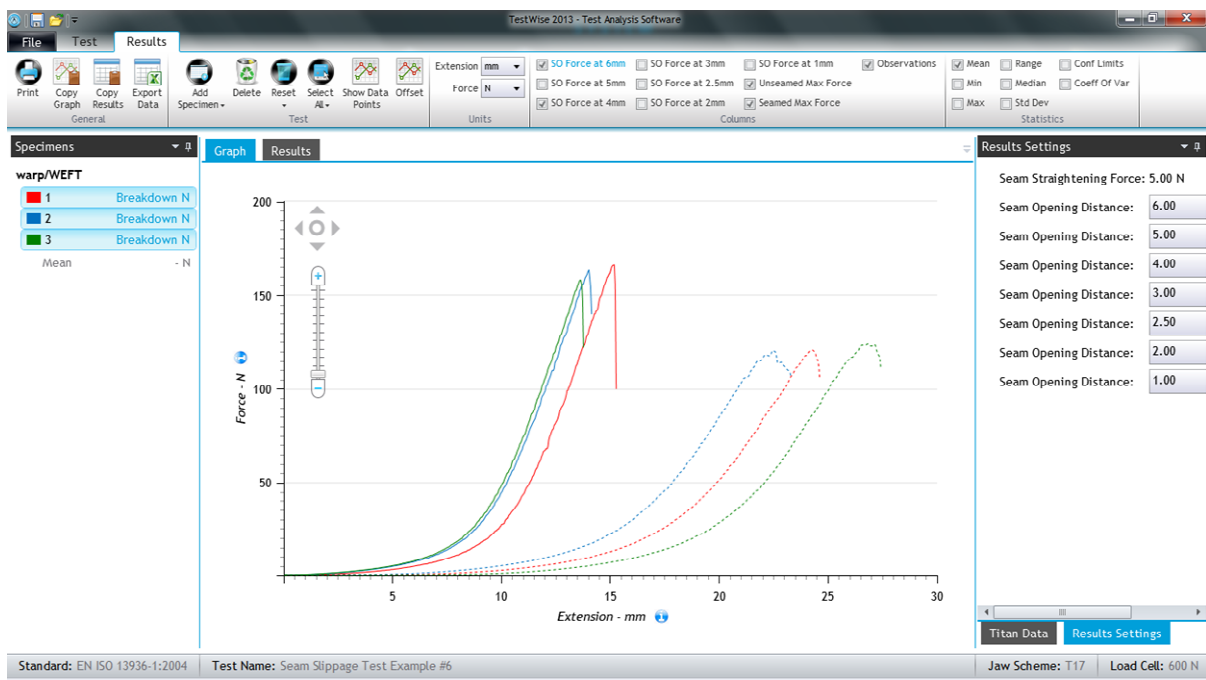 TestWise 2013 - Test Analysis Software
File Test Results
Extension mm SO Force at 6mm SO Force at 3mm SO Force at 1mm Observations Mean Range Conf Limits
Force N SO Force at 5mm SO Force at 2.5mm Unseamed Max Force Min Median Coeff Of Var
SO Force at 4mm SO Force at 2mm Seamed Max Force Max Std Dev
Print Copy Copy Export Add Delete Reset Select Show Data Offset
Graph Results Data Specimen All Points
General Test Units Columns Statistics
Specimens
warp/WEFT
1 Breakdown N
2 Breakdown N
3 Breakdown N
Mean - N
Graph Results
200
150
100
50
Force - N
5 10 15 20 25 30
Extension - mm
Results Settings
Seam Straightening Force: 5.00 N
Seam Opening Distance: 6.00
Seam Opening Distance: 5.00
Seam Opening Distance: 4.00
Seam Opening Distance: 3.00
Seam Opening Distance: 2.50
Seam Opening Distance: 2.00
Seam Opening Distance: 1.00
Titan Data Results Settings
Standard: EN ISO 13936-1:2004 Test Name: Seam Slippage Test Example #6 Jaw Scheme: T17 Load Cell: 600 N